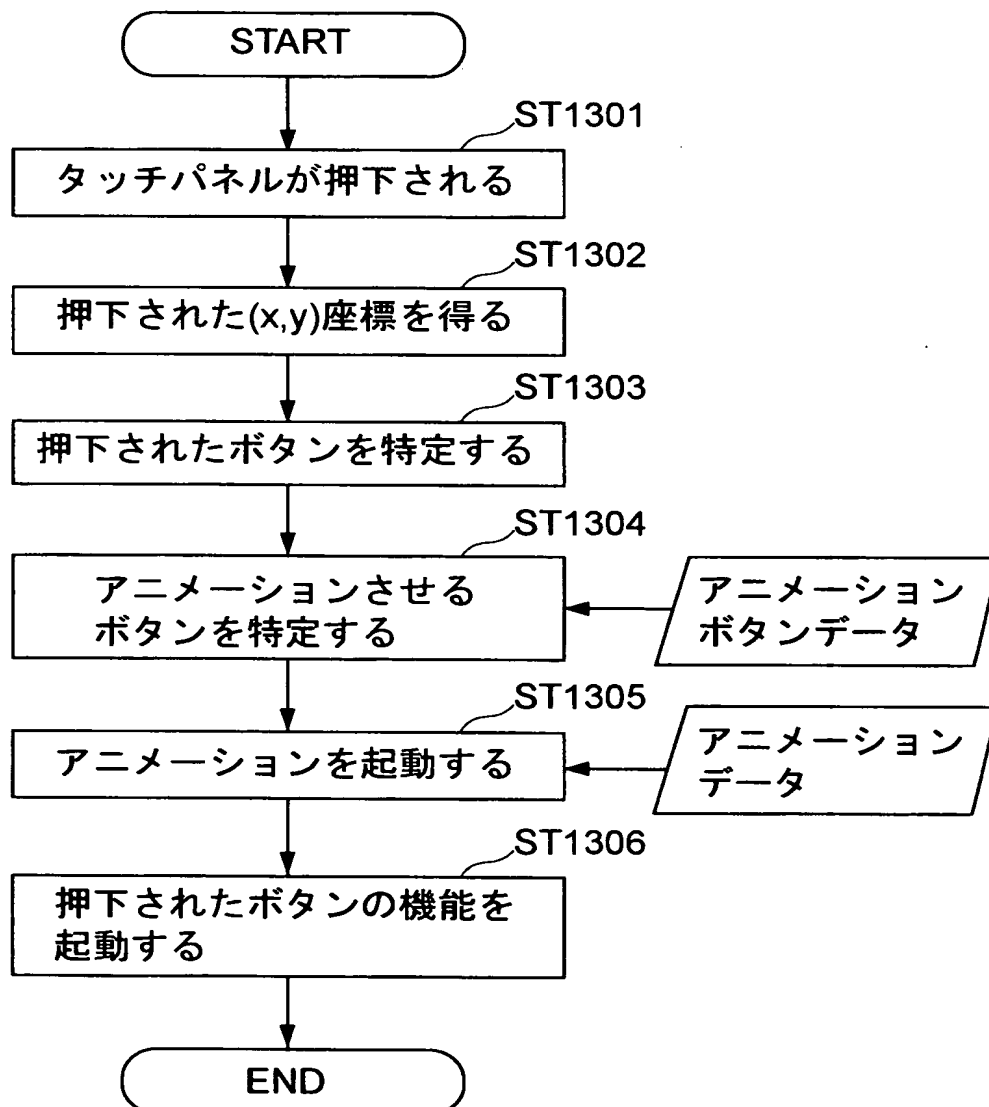 START
ST1301
タッチパネルが押下される
ST1302
押下された(x,y)座標を得る
ST1303
押下されたボタンを特定する
ST1304
アニメーションさせる
ボタンを特定する
アニメーション
ボタンデータ
ST1305
アニメーションを起動する
アニメーション
データ
ST1306
押下されたボタンの機能を
起動する
END